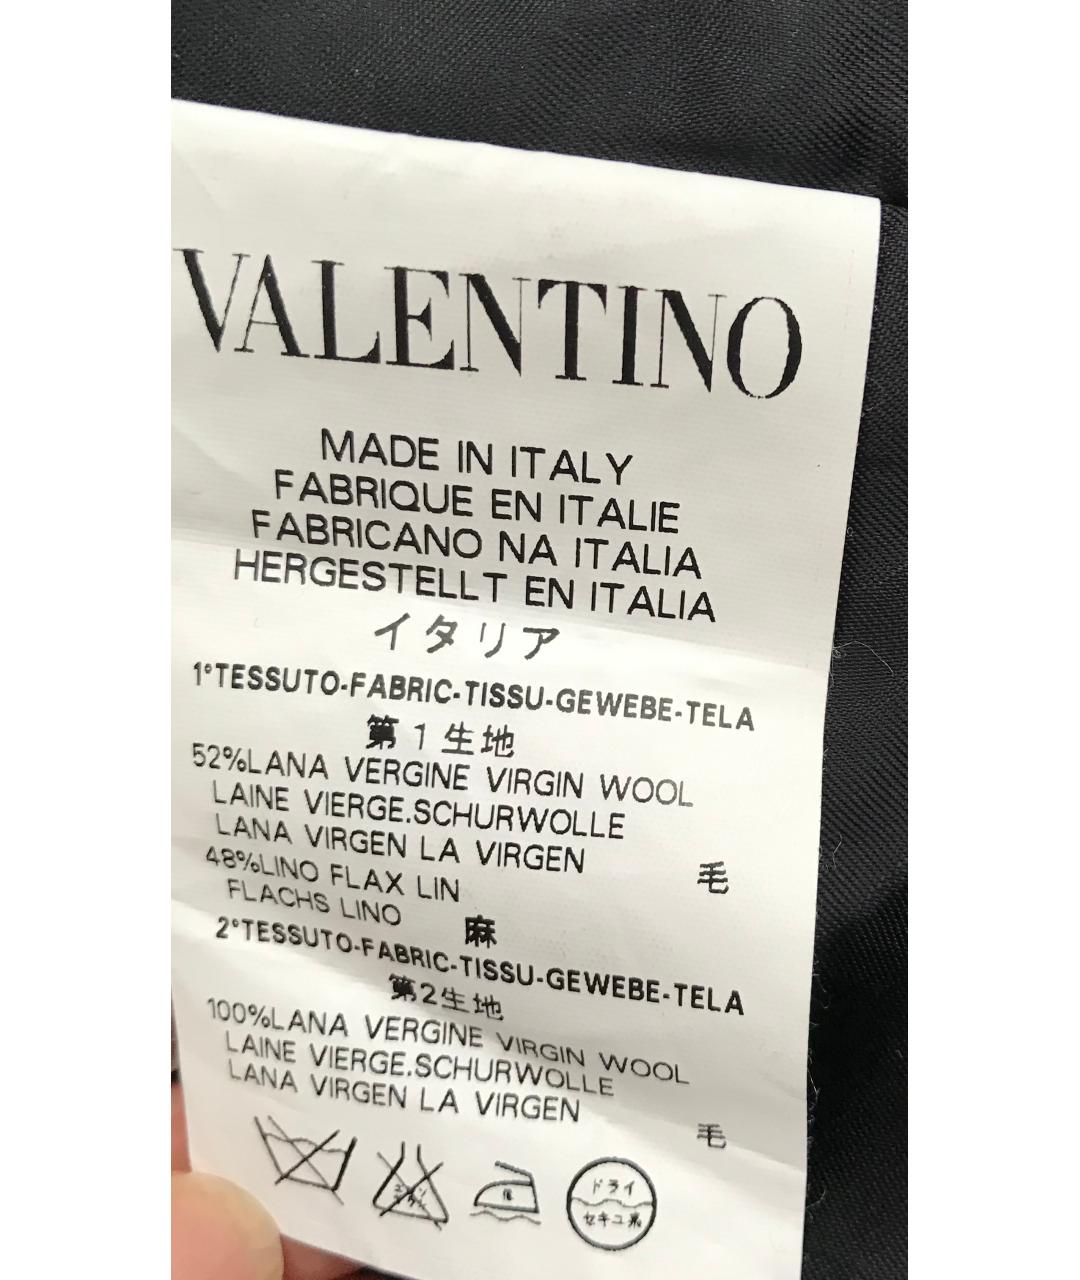 VALENTINO
MADE IN ITALY
FABRIQUE EN ITALIE
FABRICANO NA ITALIA
HERGESTELLT EN ITALIA
イタリア
1°TESSUTO-FABRIC-TISSU-GEWEBE-TELA
第1生地
52%LANA VERGINE VIRGIN WOOL
LAINE VIERGE.SCHURWOLLE
LANA VIRGEN LA VIRGEN
毛
48%LINO FLAX LIN
FLACHS LINO 麻
2°TESSUTO-FABRIC-TISSU-GEWEBE-TELA
第2生地
100%LANA VERGINE VIRGIN WOOL
LAINE VIERGE.SCHURWOLLE
LANA VIRGEN LA VIRGEN
毛
ドライ
セキユ系